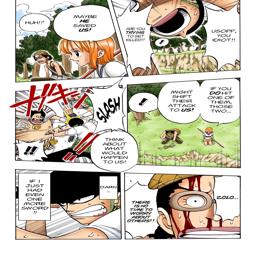 USOPP,
YOU
IDIOT!!
ARE YOU
TRYING
TO GET
KILLED!?
MAYBE
HE
SAVED
US!
HUH!?
IF YOU
DO HIT
ONE OF
THEM,
THOSE
TWO...
MIGHT
SHIFT
THEIR
ATTACK
TO US!
!!
THINK
ABOUT
WHAT
WOULD
HAPPEN
TO US!
SLASH
ZOLO...
THERE
IS NO
TIME TO
WORRY
ABOUT
OTHERS!!
DAMN
IF I
JUST
HAD
EVEN
ONE
MORE
SWORD!!